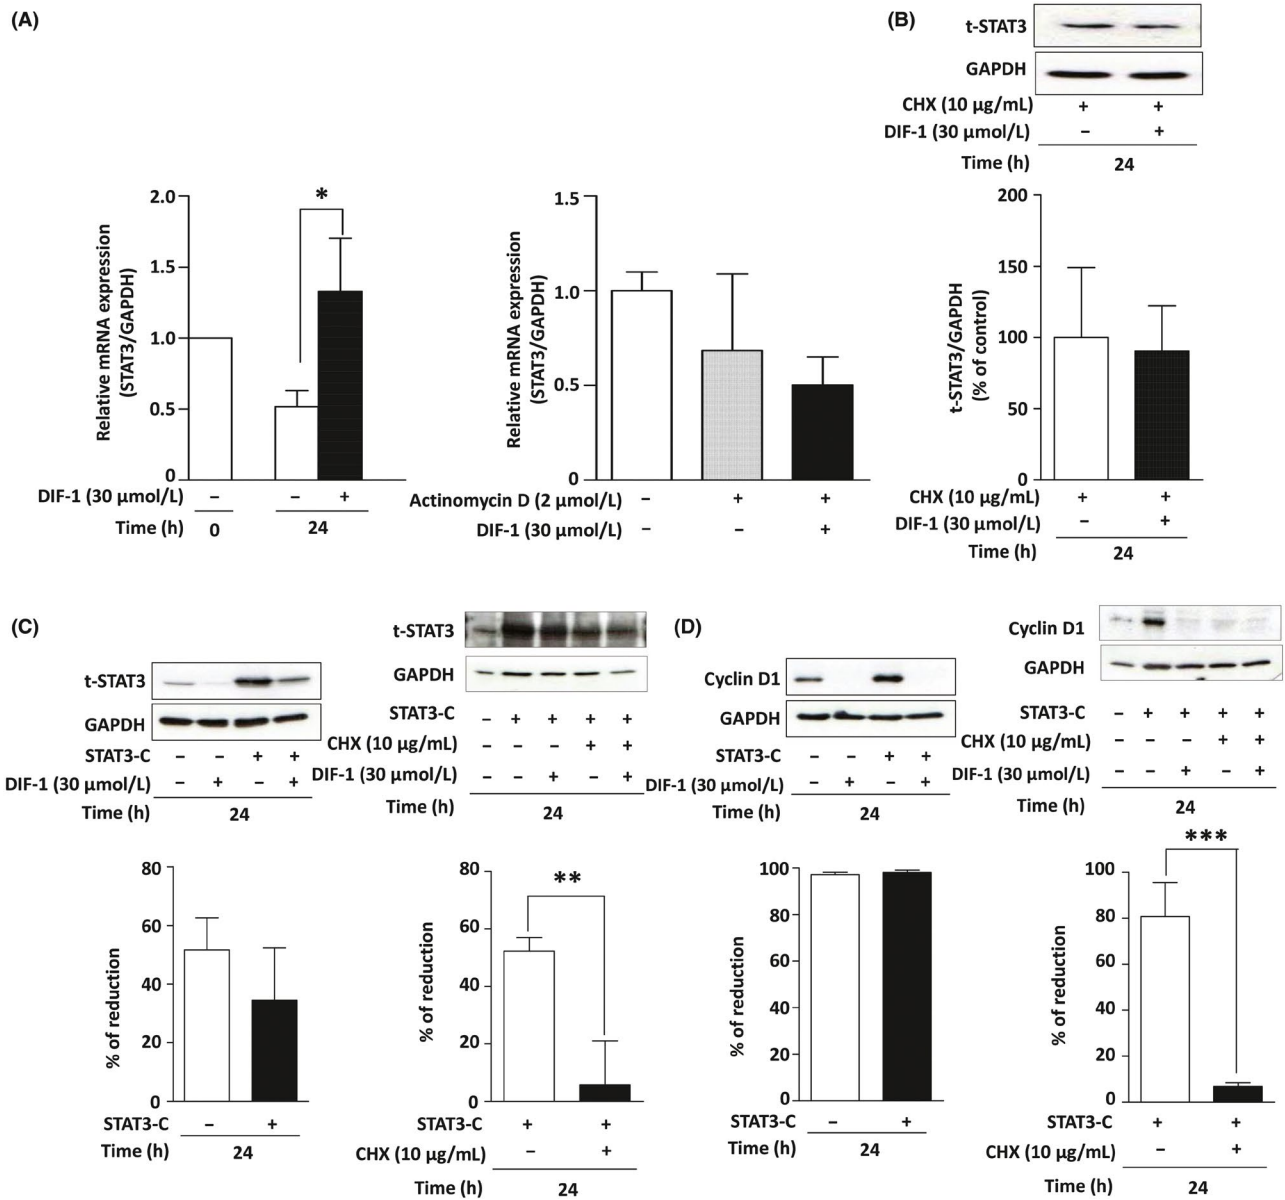 (A)
2.0
1.5
1.0
0.5
0
Relative mRNA expression
(STAT3/GAPDH)
*
DIF-1 (30 μmol/L) − − +
Time (h) 0 24
1.5
1.0
0.5
0
Relative mRNA expression
(STAT3/GAPDH)
Actinomycin D (2 μmol/L) − + +
DIF-1 (30 μmol/L) − − +
(B)
t-STAT3
GAPDH
CHX (10 μg/mL) + +
DIF-1 (30 μmol/L) − +
Time (h) 24
200
150
100
50
0
t-STAT3/GAPDH
(% of control)
CHX (10 μg/mL) + +
DIF-1 (30 μmol/L) − +
Time (h) 24
(C)
t-STAT3
GAPDH
STAT3-C − − + +
DIF-1 (30 μmol/L) − + − +
Time (h) 24
t-STAT3
GAPDH
STAT3-C − + + + +
CHX (10 μg/mL) − − − + +
DIF-1 (30 μmol/L) − − + − +
Time (h) 24
80
60
40
20
0
% of reduction
STAT3-C − +
Time (h) 24
80
60
40
20
0
% of reduction
**
STAT3-C + +
CHX (10 μg/mL) − +
Time (h) 24
(D)
Cyclin D1
GAPDH
STAT3-C − − + +
DIF-1 (30 μmol/L) − + − +
Time (h) 24
Cyclin D1
GAPDH
STAT3-C − + + + +
CHX (10 μg/mL) − − − + +
DIF-1 (30 μmol/L) − − + − +
Time (h) 24
100
80
60
40
20
0
% of reduction
STAT3-C − +
Time (h) 24
100
80
60
40
20
0
% of reduction
***
STAT3-C + +
CHX (10 μg/mL) − +
Time (h) 24